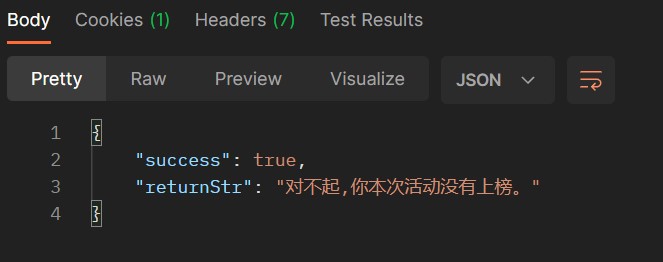 Body Cookies (1) Headers (7) Test Results
Pretty Raw Preview Visualize JSON
1 {
2 "success": true,
3 "returnStr": "对不起,你本次活动没有上榜。"
4 }